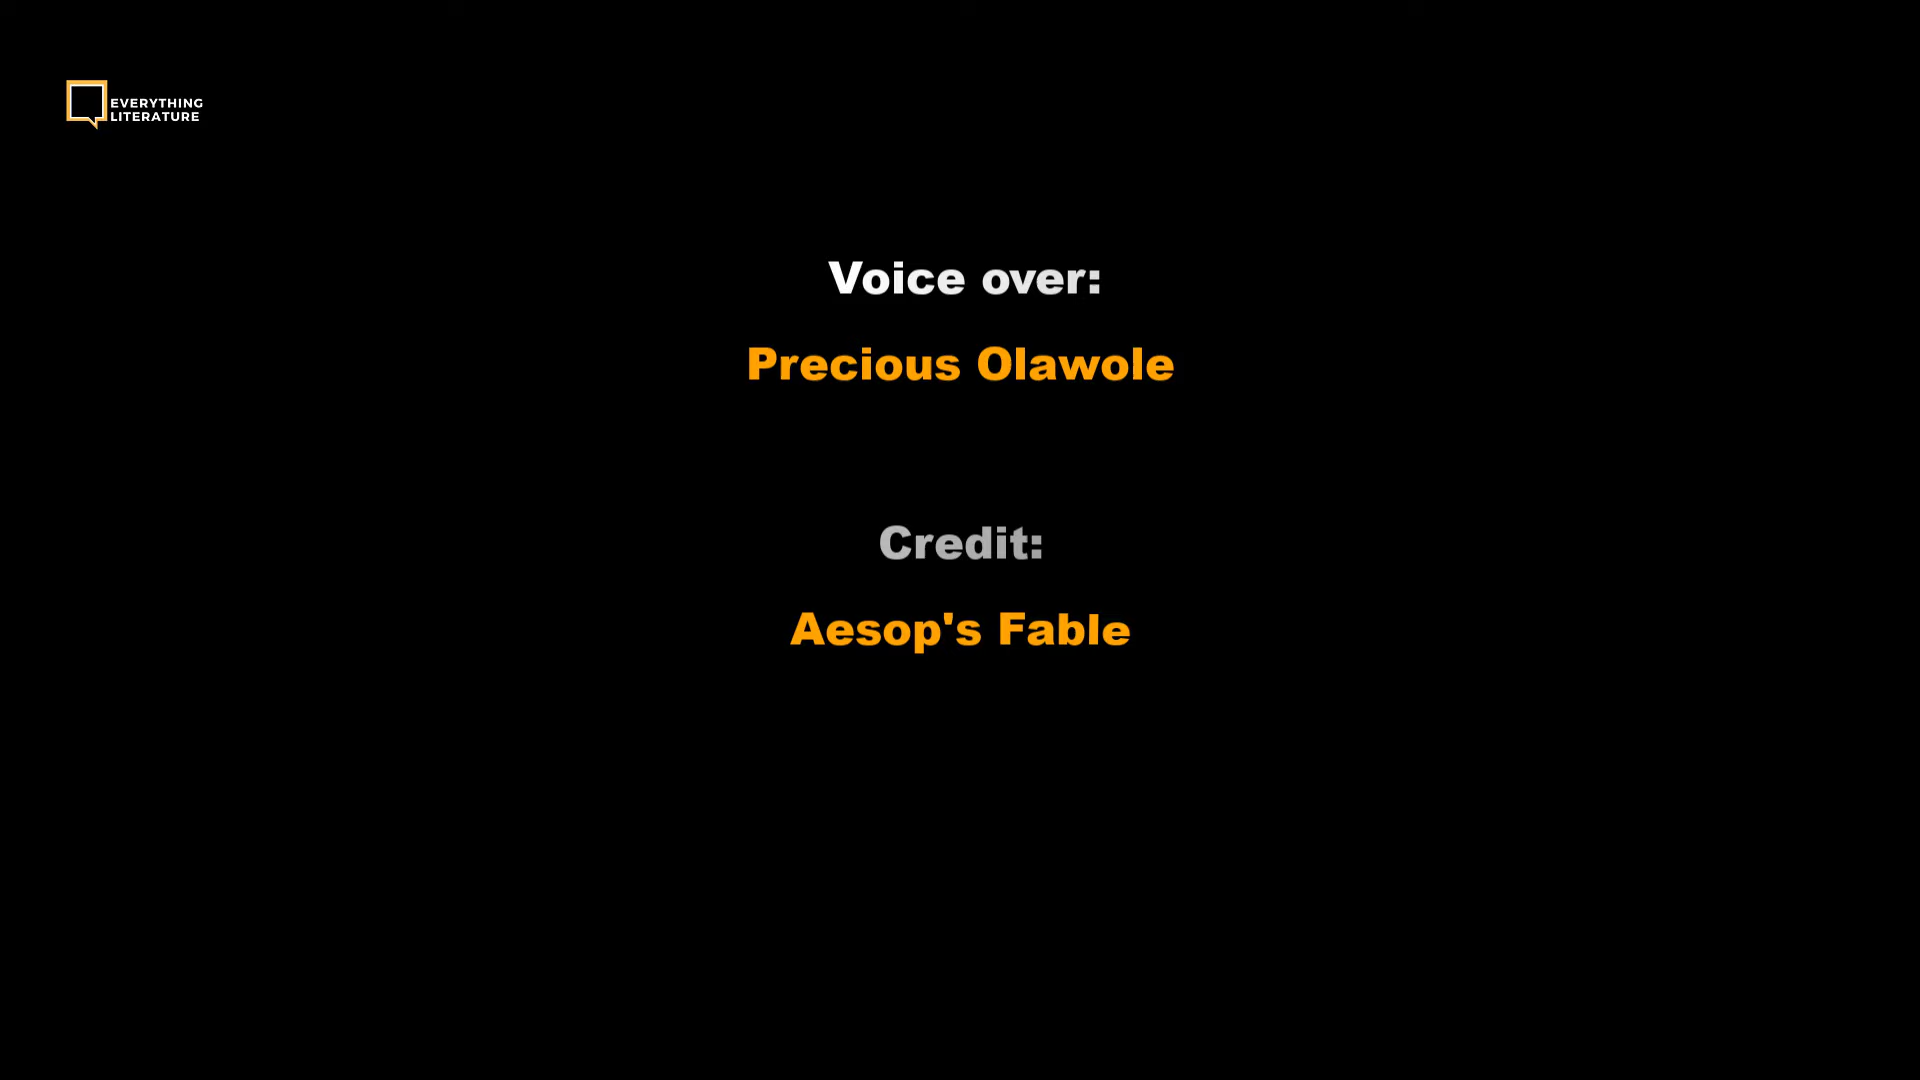 EVERYTHING
LITERATURE
Voice over:
Precious Olawole
Credit:
Aesop's Fable